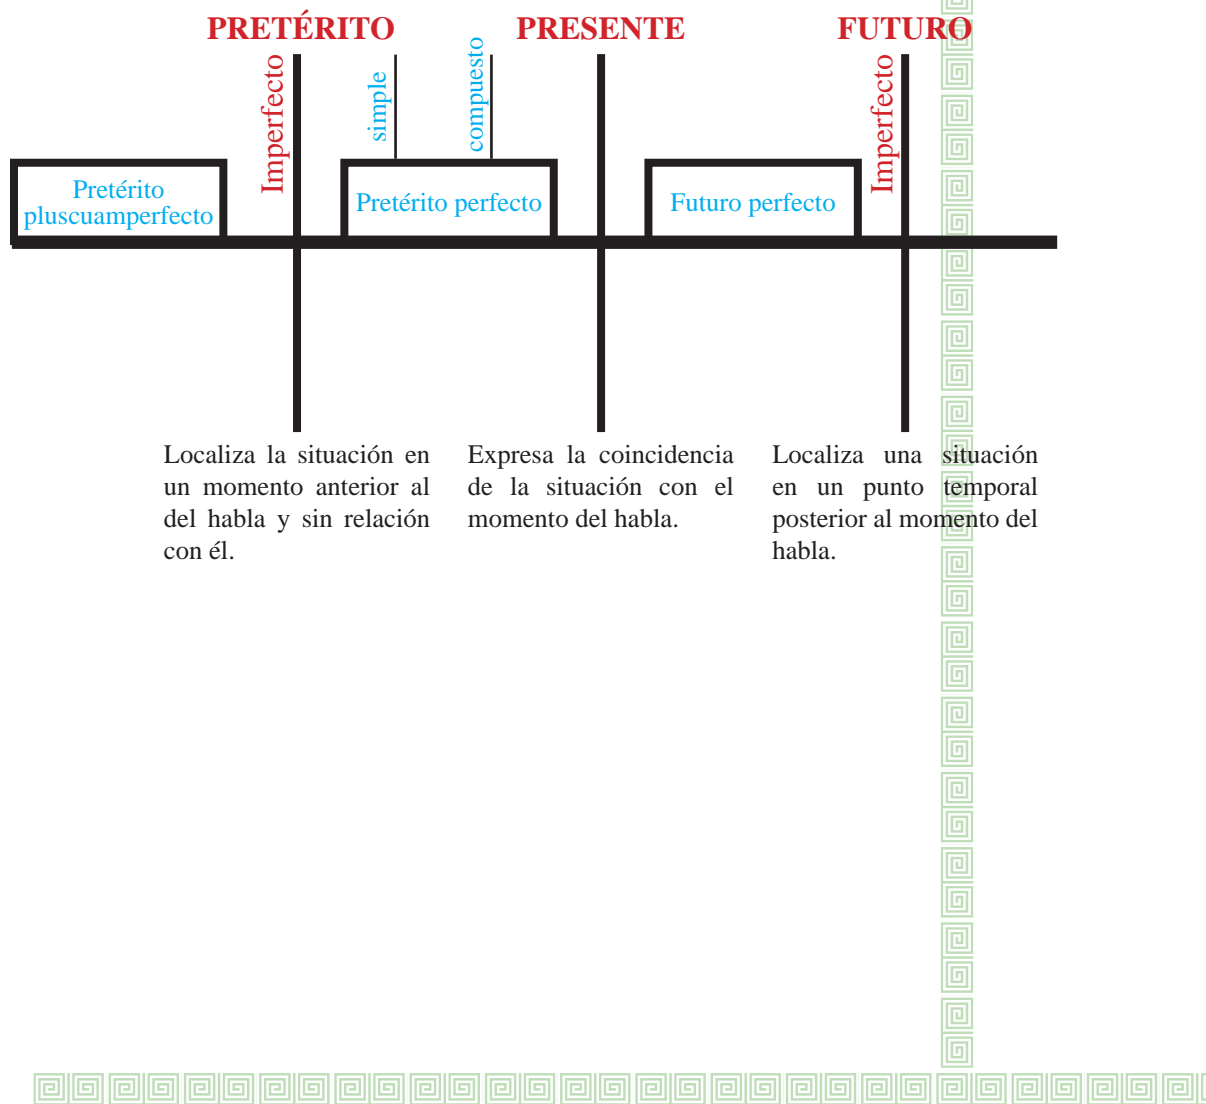 PRETÉRITO
PRESENTE
FUTURO
Imperfecto
simple
compuesto
Imperfecto
Pretérito
pluscuamperfecto
Pretérito perfecto
Futuro perfecto
Localiza la situación en
un momento anterior al
del habla y sin relación
con él.
Expresa la coincidencia
de la situación con el
momento del habla.
Localiza una situación
en un punto temporal
posterior al momento del
habla.